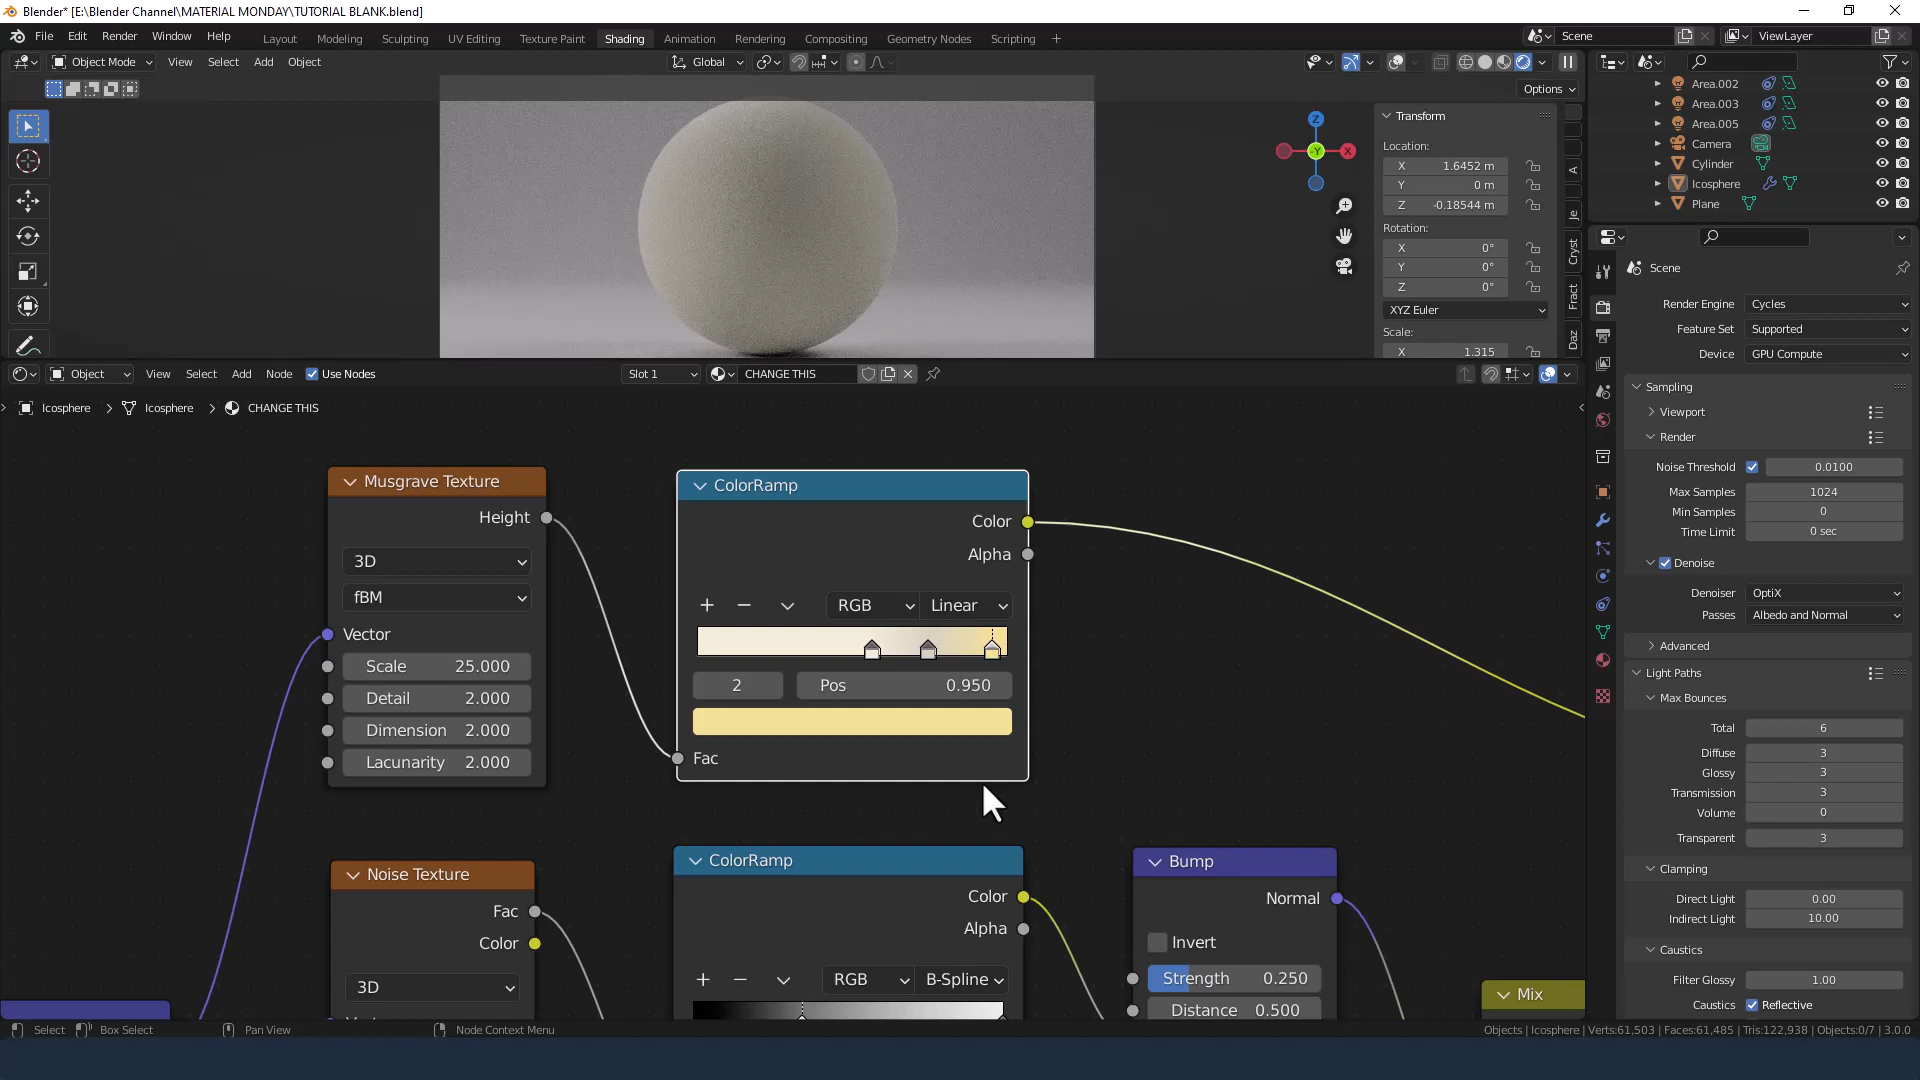 Blender* [E:\Blender Channel\MATERIAL MONDAY\TUTORIAL BLANK.blend]
File Edit Render Window Help
Layout Modeling Sculpting UV Editing Texture Paint Shading Animation Rendering Compositing Geometry Nodes Scripting +
Scene
ViewLayer
Object Mode View Select Add Object
Global
Options
Transform
Location:
X 1.6452 m
Y 0 m
Z -0.18544 m
Rotation:
X 0°
Y 0°
Z 0°
XYZ Euler
Scale:
X 1.315
Z
-Y
X
A
Je
Cryst
Fract
Daz
Area.002
Area.003
Area.005
Camera
Cylinder
Icosphere
Plane
Scene
Render Engine Cycles
Feature Set Supported
Device GPU Compute
Sampling
Viewport
Render
Noise Threshold 0.0100
Max Samples 1024
Min Samples 0
Time Limit 0 sec
Denoise
Denoiser OptiX
Passes Albedo and Normal
Advanced
Light Paths
Max Bounces
Total 6
Diffuse 3
Glossy 3
Transmission 3
Volume 0
Transparent 3
Clamping
Direct Light 0.00
Indirect Light 10.00
Caustics
Filter Glossy 1.00
Caustics Reflective
Object View Select Add Node Use Nodes
Slot 1
CHANGE THIS
Icosphere > Icosphere > CHANGE THIS
Musgrave Texture
Height
3D
fBM
Vector
Scale 25.000
Detail 2.000
Dimension 2.000
Lacunarity 2.000
ColorRamp
Color
Alpha
+ − RGB Linear
2 Pos 0.950
Fac
Noise Texture
Fac
Color
3D
ColorRamp
Color
Alpha
+ − RGB B-Spline
Bump
Normal
Invert
Strength 0.250
Distance 0.500
Mix
Select Box Select Pan View Node Context Menu
Objects | Icosphere | Verts:61,503 | Faces:61,485 | Tris:122,938 | Objects:0/7 | 3.0.0